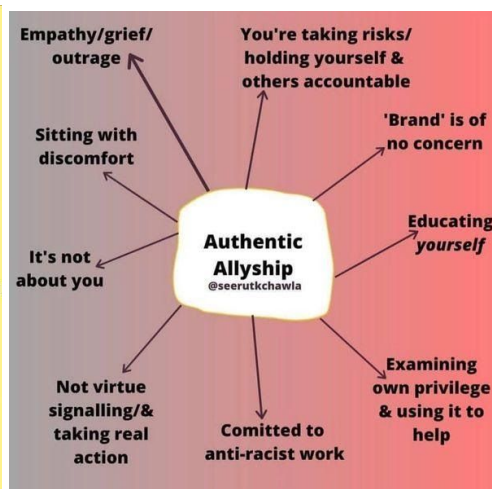 Empathy/grief/
outrage
You're taking risks/
holding yourself &
others accountable
'Brand' is of
no concern
Sitting with
discomfort
Educating
yourself
Authentic
Allyship
@seerutkchawla
It's not
about you
Examining
own privilege
& using it to
help
Not virtue
signalling/&
taking real
action
Comitted to
anti-racist work